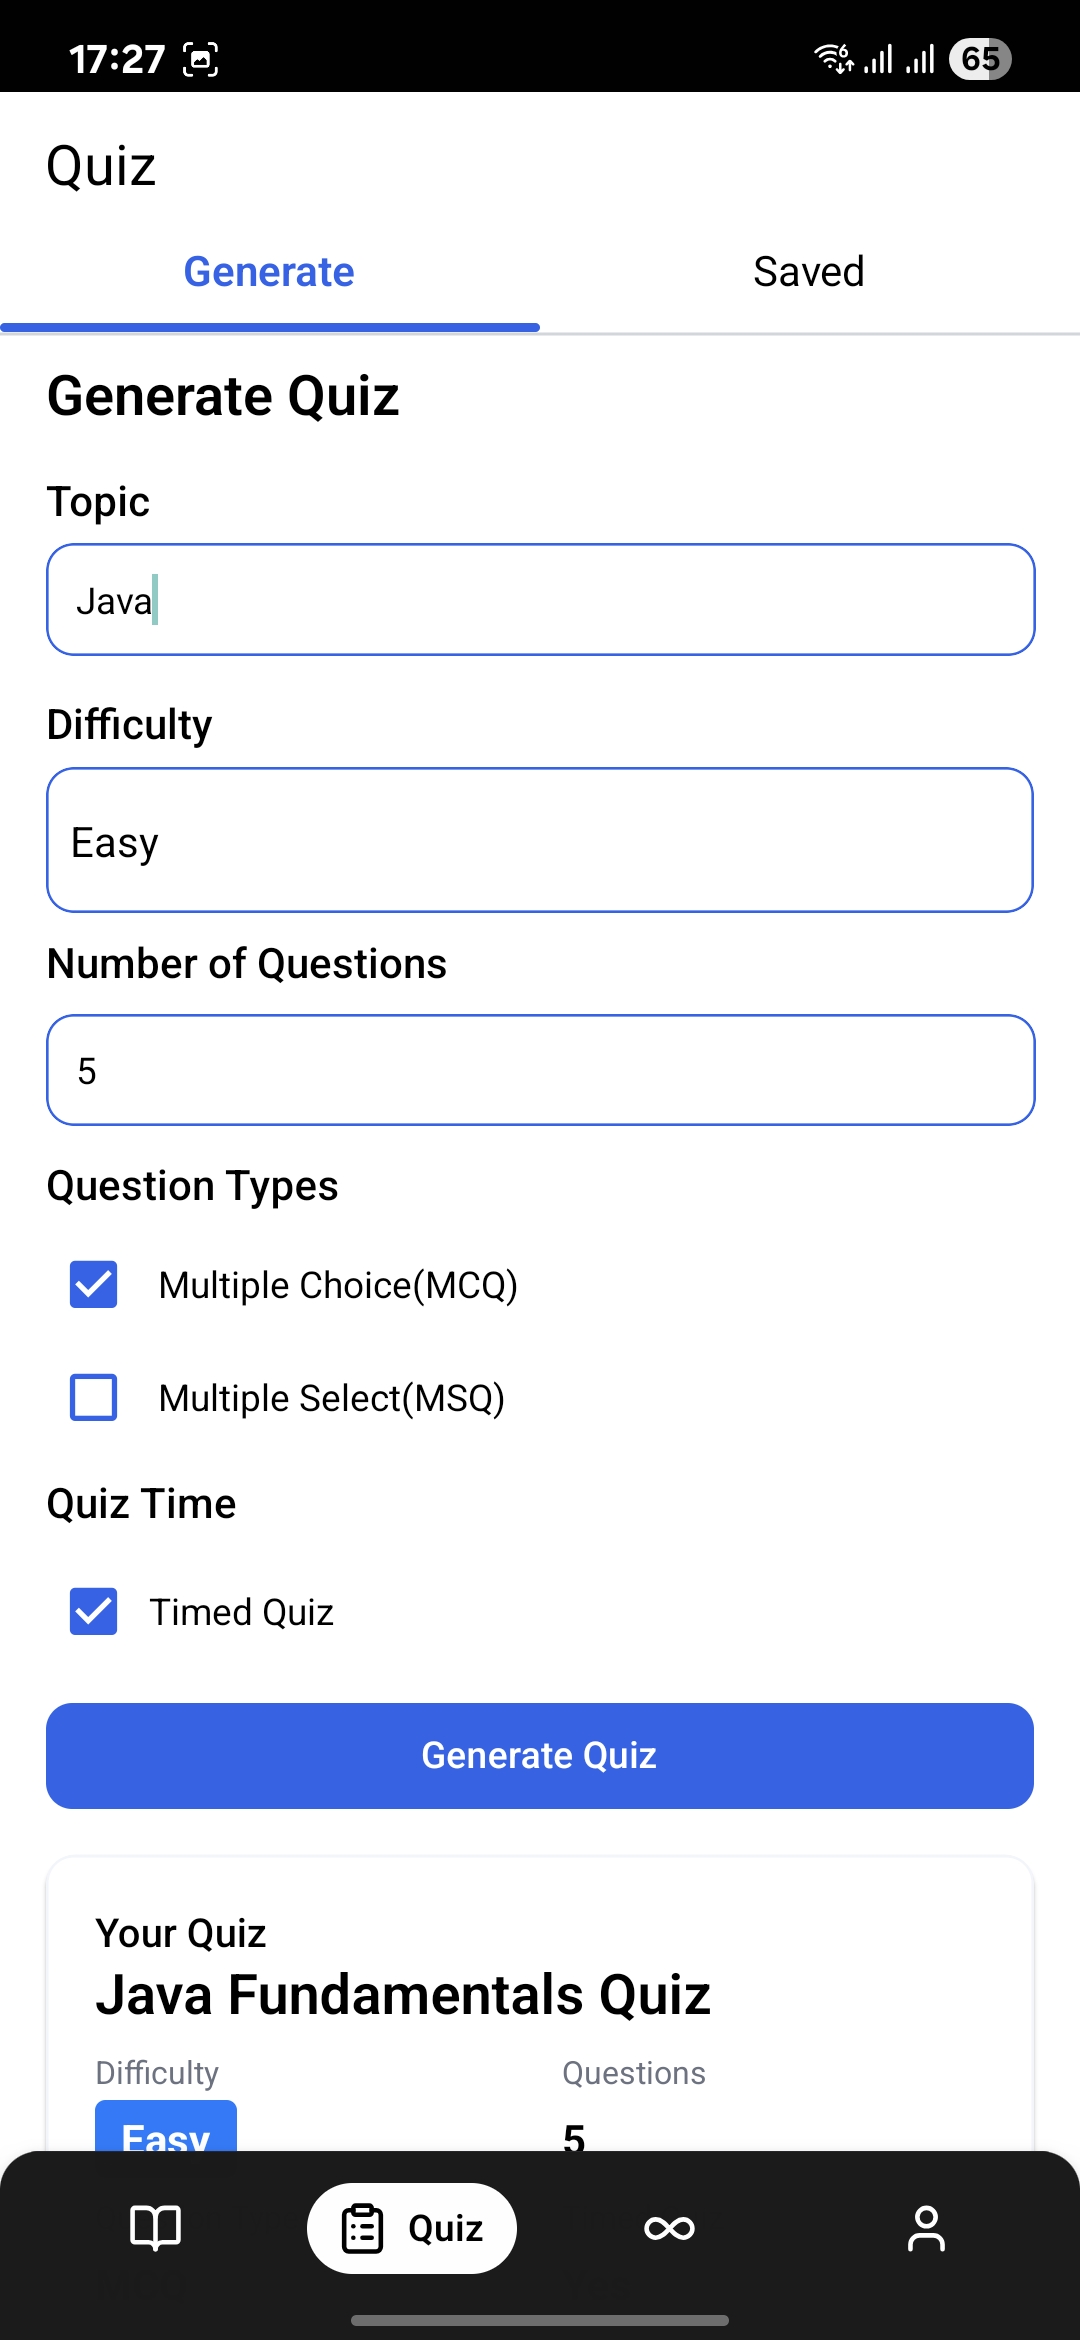 17:27
6
65
Quiz
Generate
Saved
Generate Quiz
Topic
Java
Difficulty
Easy
Number of Questions
5
Question Types
Multiple Choice(MCQ)
Multiple Select(MSQ)
Quiz Time
Timed Quiz
Generate Quiz
Your Quiz
Java Fundamentals Quiz
Difficulty
Questions
Easy
5
Quiz